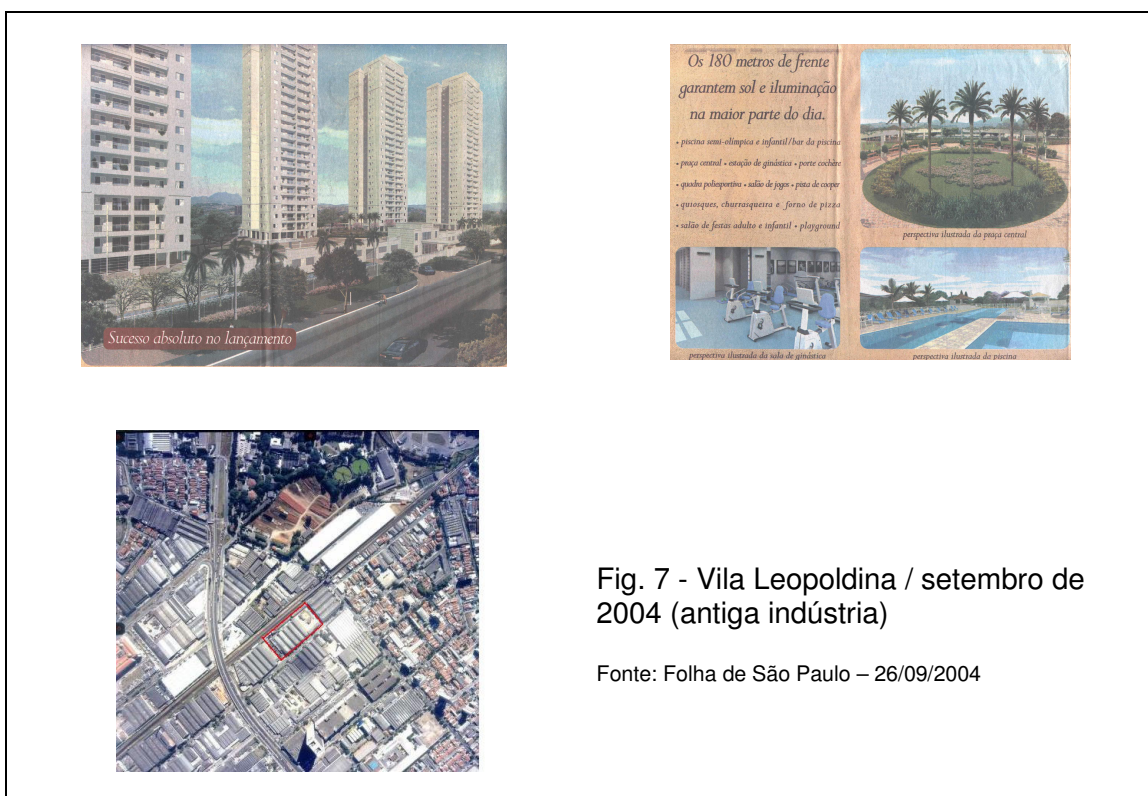 Sucesso absoluto no lançamento
Os 180 metros de frente
garantem sol e iluminação
na maior parte do dia.
• piscina semi-olímpica e infantil/bar da piscina
• praça central • estação de ginástica • porte cochère
• quadra poliesportiva • salão de jogos • pista de cooper
• quiosques, churrasqueira e forno de pizza
• salão de festas adulto e infantil • playground
perspectiva ilustrada da praça central
perspectiva ilustrada da sala de ginástica
perspectiva ilustrada da piscina
Fig. 7 - Vila Leopoldina / setembro de
2004 (antiga indústria)
Fonte: Folha de São Paulo – 26/09/2004